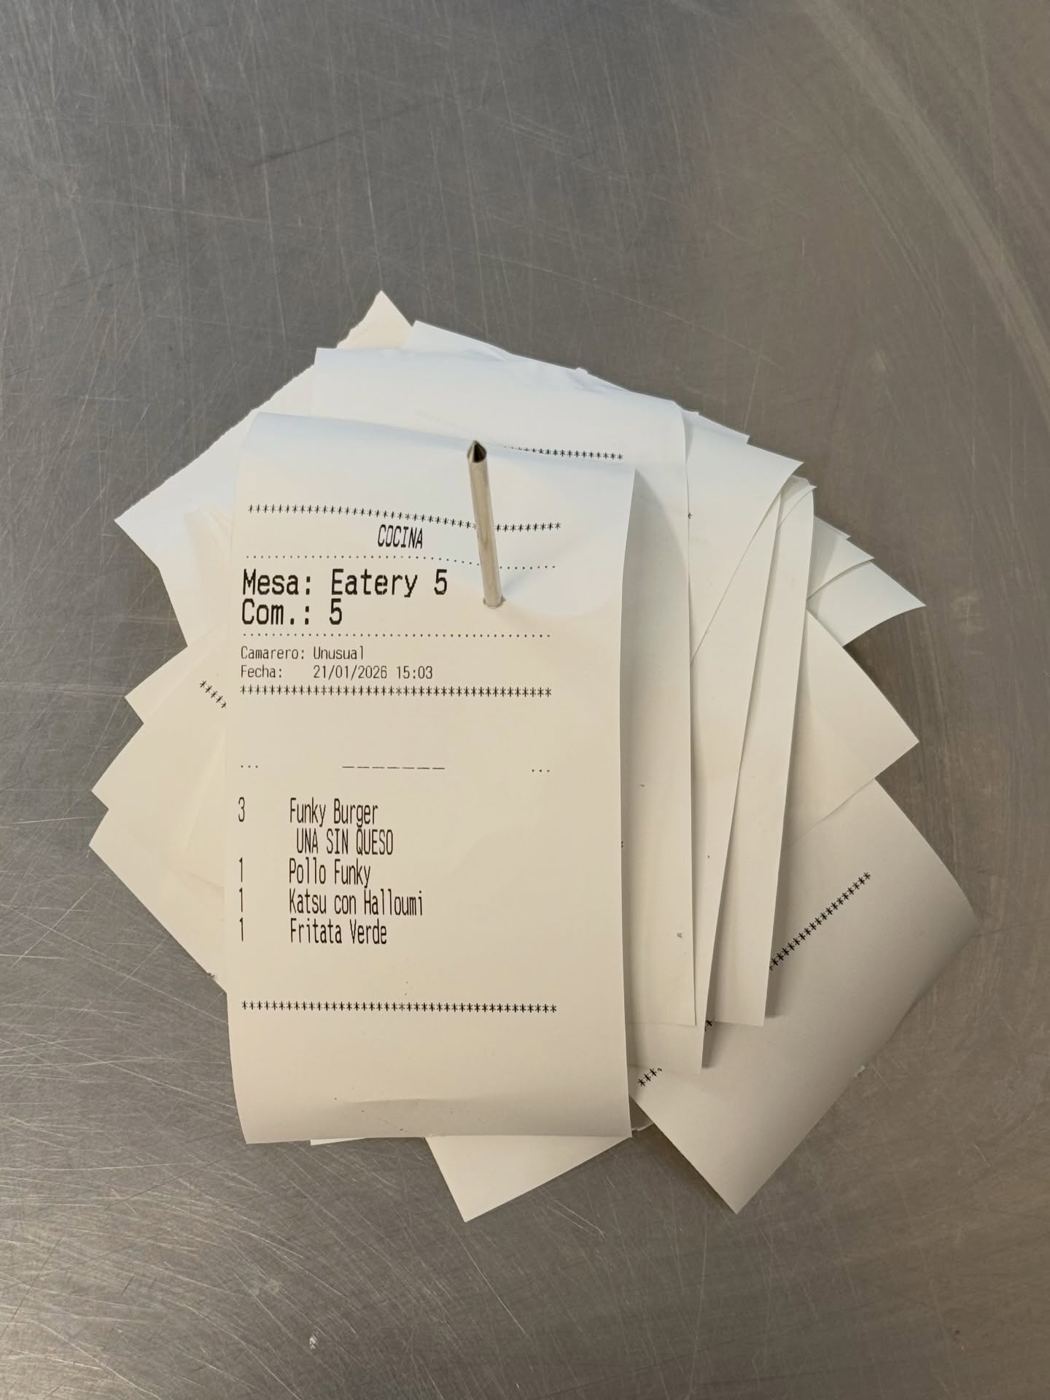 *******************************************
COCINA
Mesa: Eatery 5
Com.: 5
Camarero: Unusual
Fecha: 21/01/2026 15:03
*******************************************
... _______ ...
3 Funky Burger
UNA SIN QUESO
1 Pollo Funky
1 Katsu con Halloumi
1 Fritata Verde
*******************************************